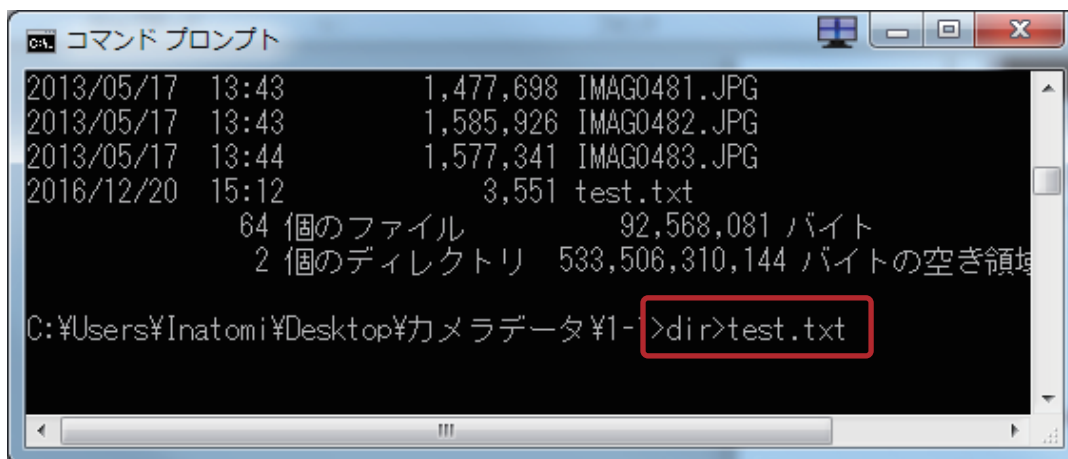 コマンド プロンプト
2013/05/17 13:43 1,477,698 IMAG0481.JPG
2013/05/17 13:43 1,585,926 IMAG0482.JPG
2013/05/17 13:44 1,577,341 IMAG0483.JPG
2016/12/20 15:12 3,551 test.txt
64 個のファイル 92,568,081 バイト
2 個のディレクトリ 533,506,310,144 バイトの空き領域
C:¥Users¥Inatomi¥Desktop¥カメラデータ¥1-1>dir>test.txt